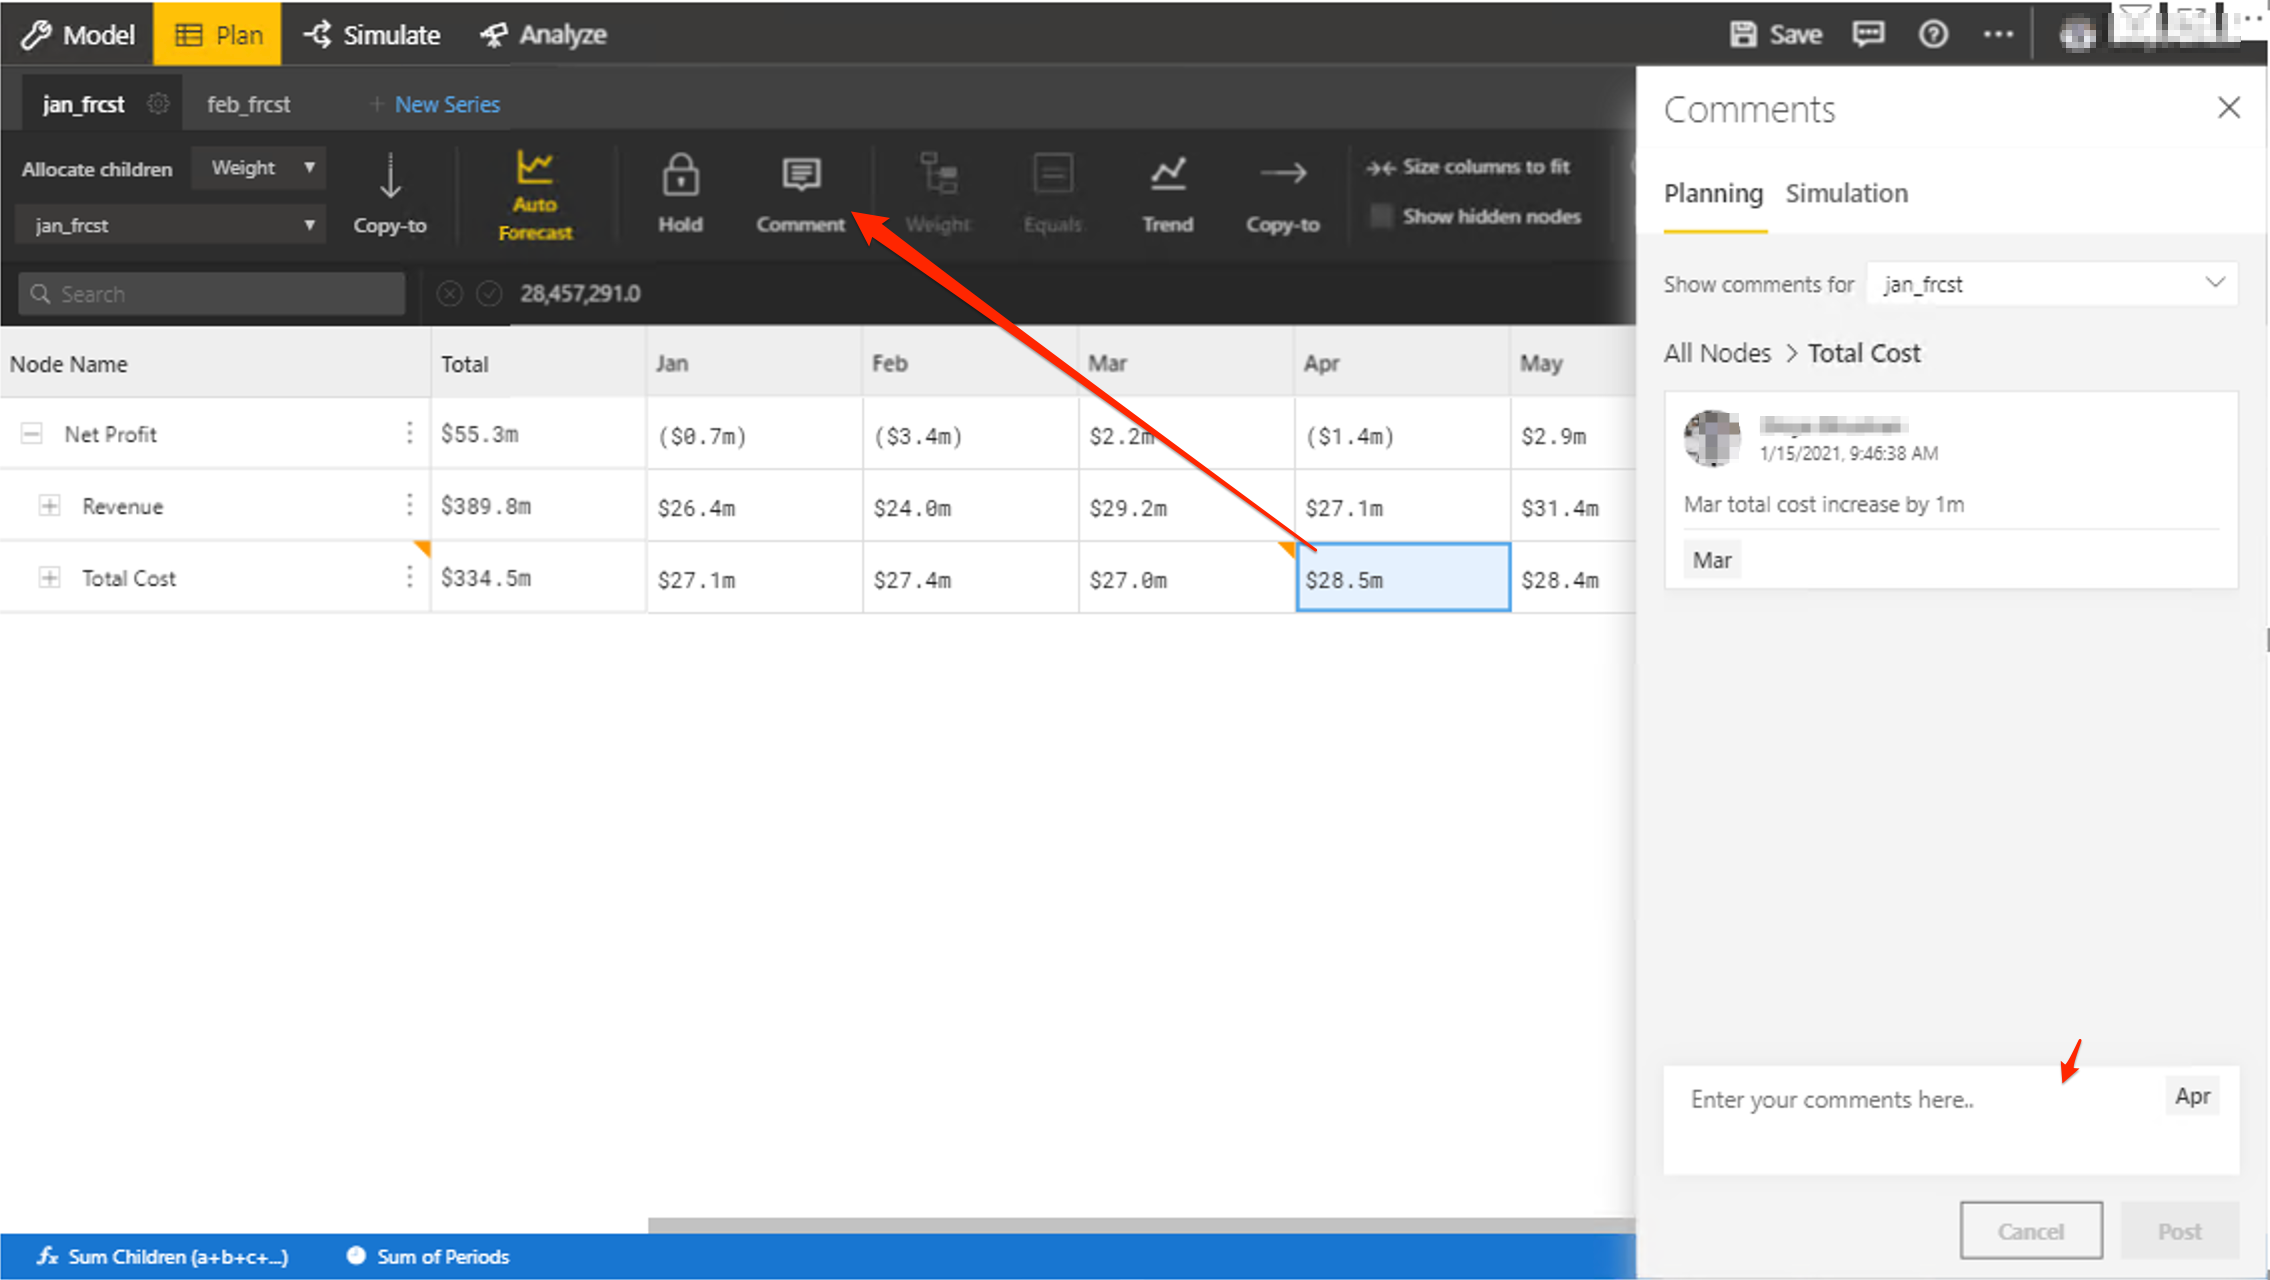 Model Plan Simulate Analyze Save
jan_frcst feb_frcst + New Series
Allocate children Weight
jan_frcst
Copy-to
Auto
Forecast
Hold
Comment
Weight
Equals
Trend
Copy-to
Size columns to fit
Show hidden nodes
Search 28,457,291.0
Node Name Total Jan Feb Mar Apr May
Net Profit $55.3m ($0.7m) ($3.4m) $2.2m ($1.4m) $2.9m
Revenue $389.8m $26.4m $24.0m $29.2m $27.1m $31.4m
Total Cost $334.5m $27.1m $27.4m $27.0m $28.5m $28.4m
fx Sum Children (a+b+c+...) Sum of Periods
Comments
Planning Simulation
Show comments for jan_frcst
All Nodes > Total Cost
1/15/2021, 9:46:38 AM
Mar total cost increase by 1m
Mar
Enter your comments here.. Apr
Cancel Post